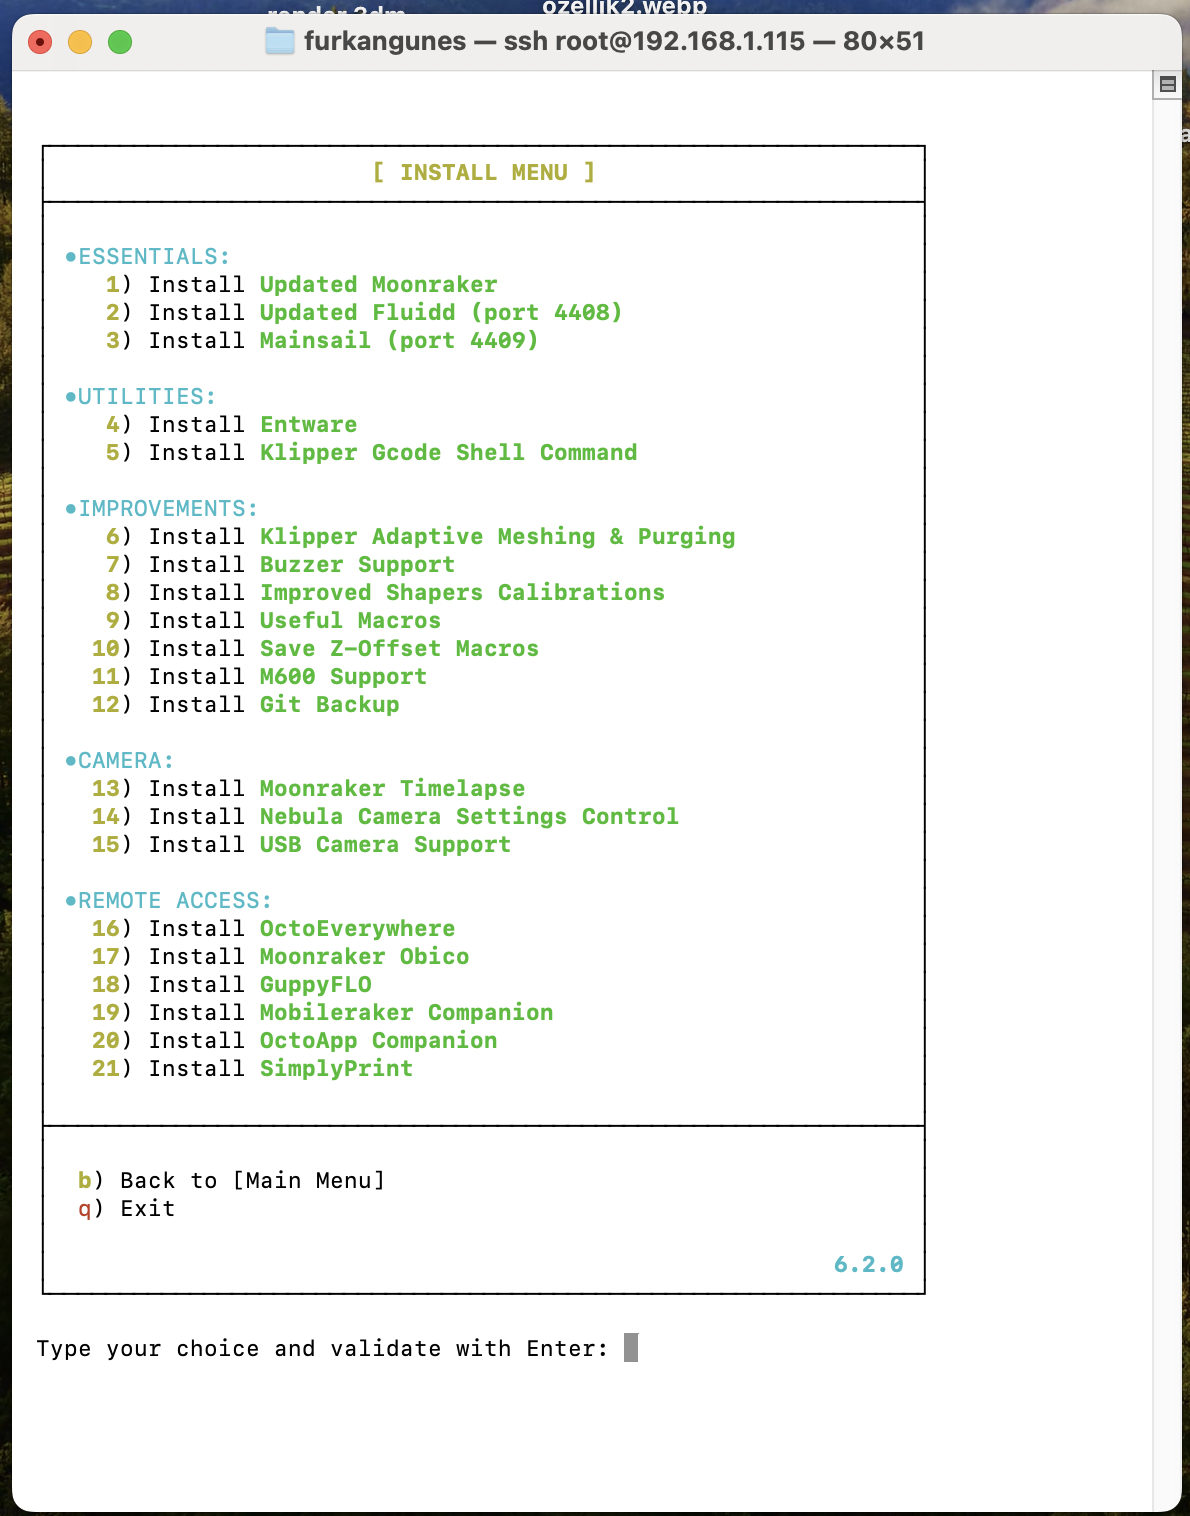 ozellik2.webp
furkangunes — ssh root@192.168.1.115 — 80×51
[ INSTALL MENU ]
•ESSENTIALS:
1) Install Updated Moonraker
2) Install Updated Fluidd (port 4408)
3) Install Mainsail (port 4409)
•UTILITIES:
4) Install Entware
5) Install Klipper Gcode Shell Command
•IMPROVEMENTS:
6) Install Klipper Adaptive Meshing & Purging
7) Install Buzzer Support
8) Install Improved Shapers Calibrations
9) Install Useful Macros
10) Install Save Z-Offset Macros
11) Install M600 Support
12) Install Git Backup
•CAMERA:
13) Install Moonraker Timelapse
14) Install Nebula Camera Settings Control
15) Install USB Camera Support
•REMOTE ACCESS:
16) Install OctoEverywhere
17) Install Moonraker Obico
18) Install GuppyFLO
19) Install Mobileraker Companion
20) Install OctoApp Companion
21) Install SimplyPrint
b) Back to [Main Menu]
q) Exit
6.2.0
Type your choice and validate with Enter: